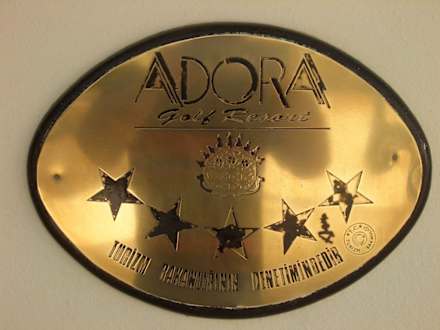 ADORA
Golf Resort
TURİZM BAKANLIĞININ DENETİMİNDEDİR